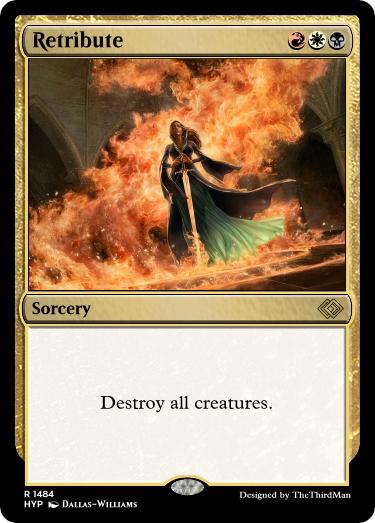 Retribute
Sorcery
Destroy all creatures.
R 1484
HYP Dallas-Williams
Designed by TheThirdMan